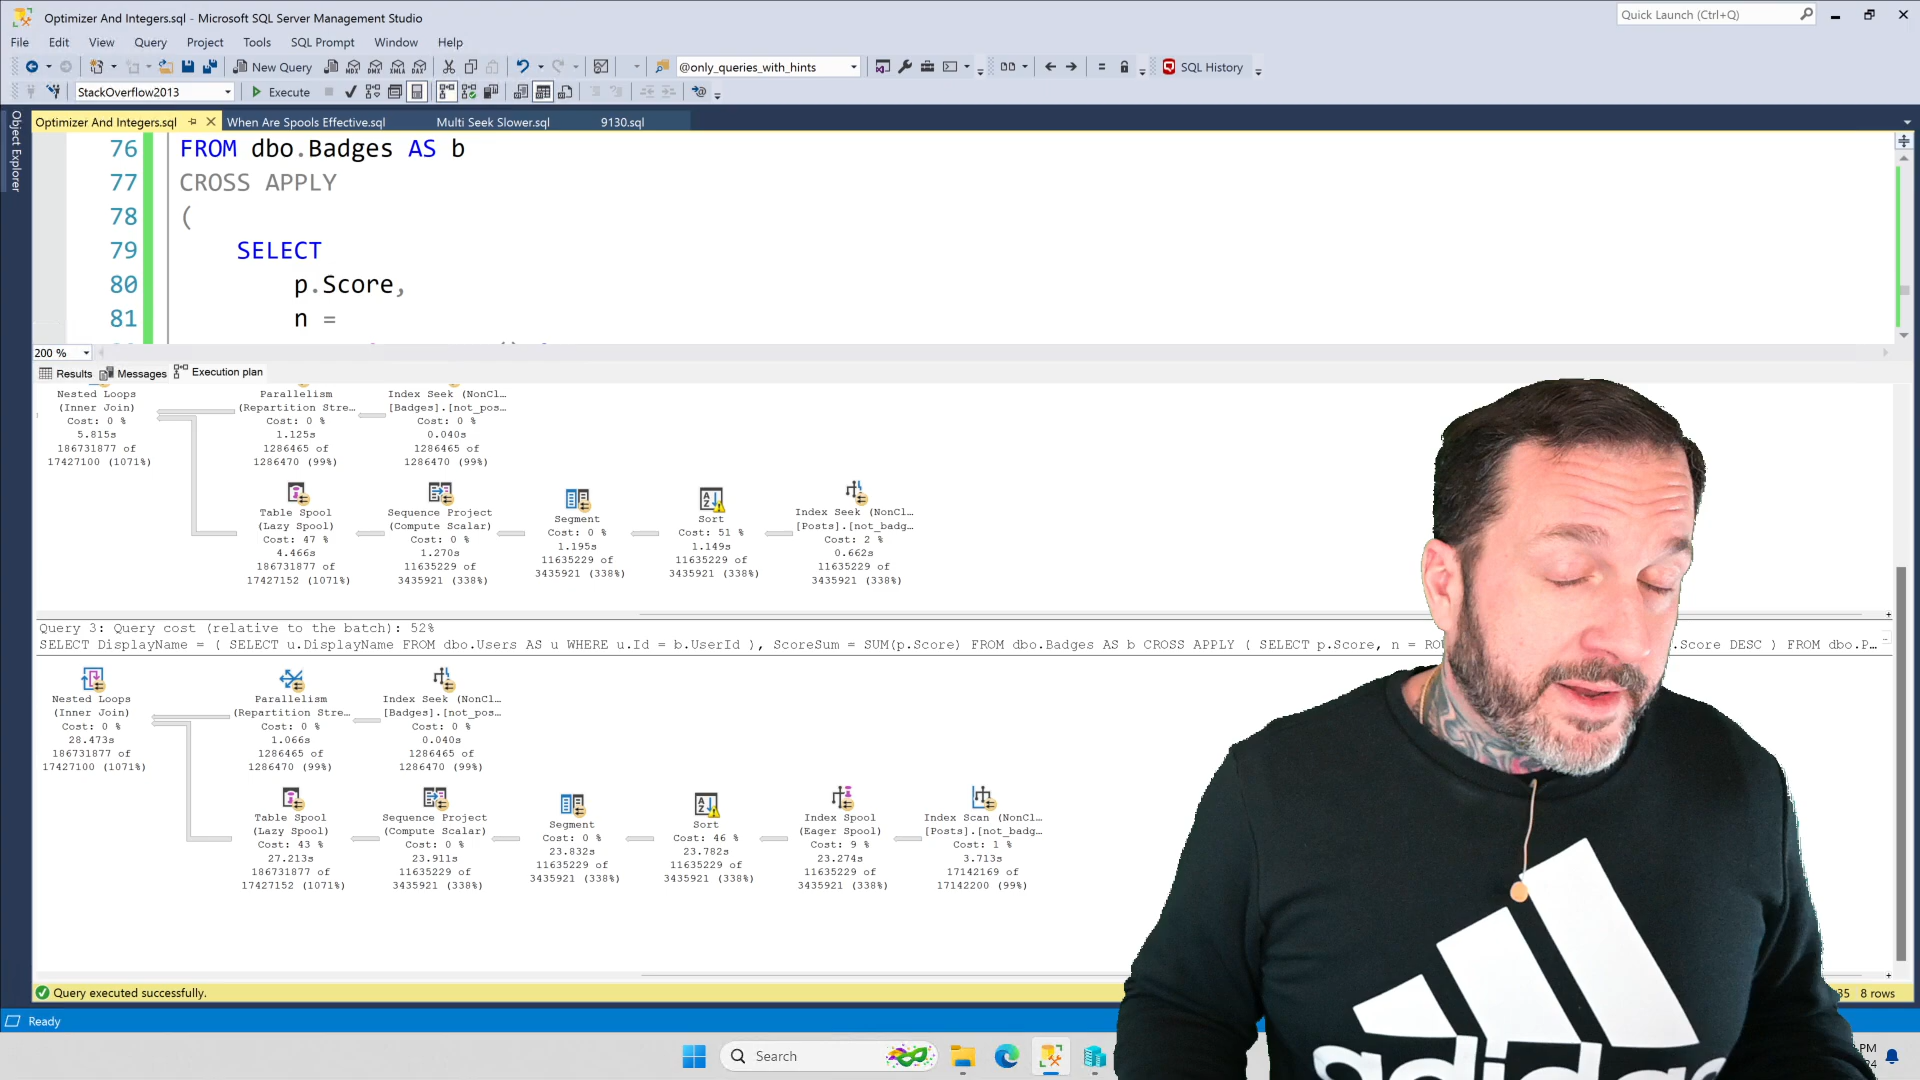 Optimizer And Integers.sql - Microsoft SQL Server Management Studio
Quick Launch (Ctrl+Q)
File Edit View Query Project Tools SQL Prompt Window Help
New Query
@only_queries_with_hints
SQL History
StackOverflow2013
Execute
Object Explorer
Optimizer And Integers.sql When Are Spools Effective.sql Multi Seek Slower.sql 9130.sql
76 FROM dbo.Badges AS b
77 CROSS APPLY
78 (
79 SELECT
80 p.Score,
81 n =
200 %
Results Messages Execution plan
Nested Loops
(Inner Join)
Cost: 0 %
5.815s
186731877 of
17427100 (1071%)
Parallelism
(Repartition Stre...
Cost: 0 %
1.125s
1286465 of
1286470 (99%)
Index Seek (NonCl...
[Badges].[not_pos...
Cost: 0 %
0.040s
1286465 of
1286470 (99%)
Table Spool
(Lazy Spool)
Cost: 47 %
4.466s
186731877 of
17427152 (1071%)
Sequence Project
(Compute Scalar)
Cost: 0 %
1.270s
11635229 of
3435921 (338%)
Segment
Cost: 0 %
1.195s
11635229 of
3435921 (338%)
Sort
Cost: 51 %
1.149s
11635229 of
3435921 (338%)
Index Seek (NonCl...
[Posts].[not_badg...
Cost: 2 %
0.662s
11635229 of
3435921 (338%)
Query 3: Query cost (relative to the batch): 52%
SELECT DisplayName = ( SELECT u.DisplayName FROM dbo.Users AS u WHERE u.Id = b.UserId ), ScoreSum = SUM(p.Score) FROM dbo.Badges AS b CROSS APPLY ( SELECT p.Score, n = .Score DESC ) FROM dbo.P...
Nested Loops
(Inner Join)
Cost: 0 %
28.473s
186731877 of
17427100 (1071%)
Parallelism
(Repartition Stre...
Cost: 0 %
1.066s
1286465 of
1286470 (99%)
Index Seek (NonCl...
[Badges].[not_pos...
Cost: 0 %
0.040s
1286465 of
1286470 (99%)
Table Spool
(Lazy Spool)
Cost: 43 %
27.213s
186731877 of
17427152 (1071%)
Sequence Project
(Compute Scalar)
Cost: 0 %
23.911s
11635229 of
3435921 (338%)
Segment
Cost: 0 %
23.832s
11635229 of
3435921 (338%)
Sort
Cost: 46 %
23.782s
11635229 of
3435921 (338%)
Index Spool
(Eager Spool)
Cost: 9 %
23.274s
11635229 of
3435921 (338%)
Index Scan (NonCl...
[Posts].[not_badg...
Cost: 1 %
3.713s
17142169 of
17142200 (99%)
Query executed successfully.
35 8 rows
Ready
Search
PM
adidas